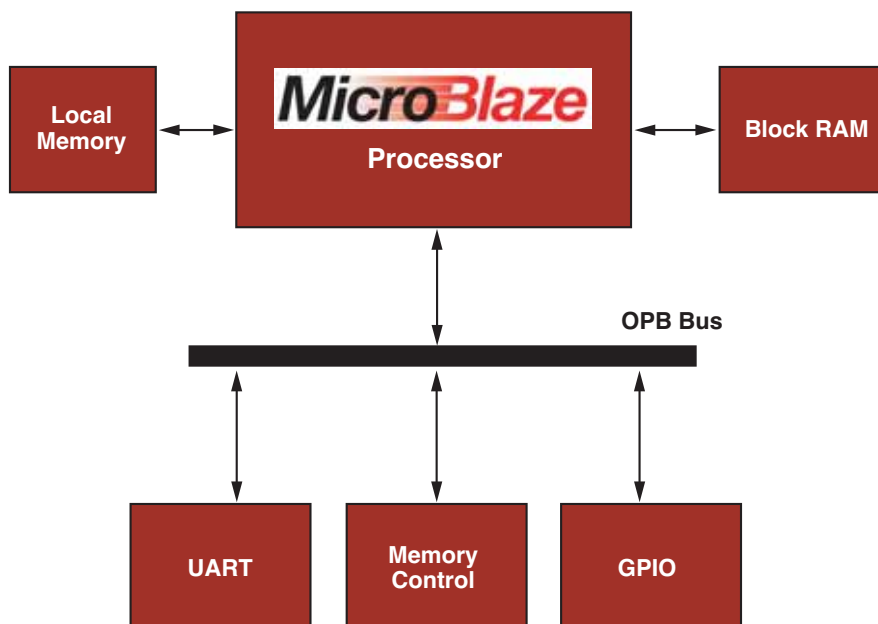 MicroBlaze
Processor
Local
Memory
Block RAM
OPB Bus
UART
Memory
Control
GPIO